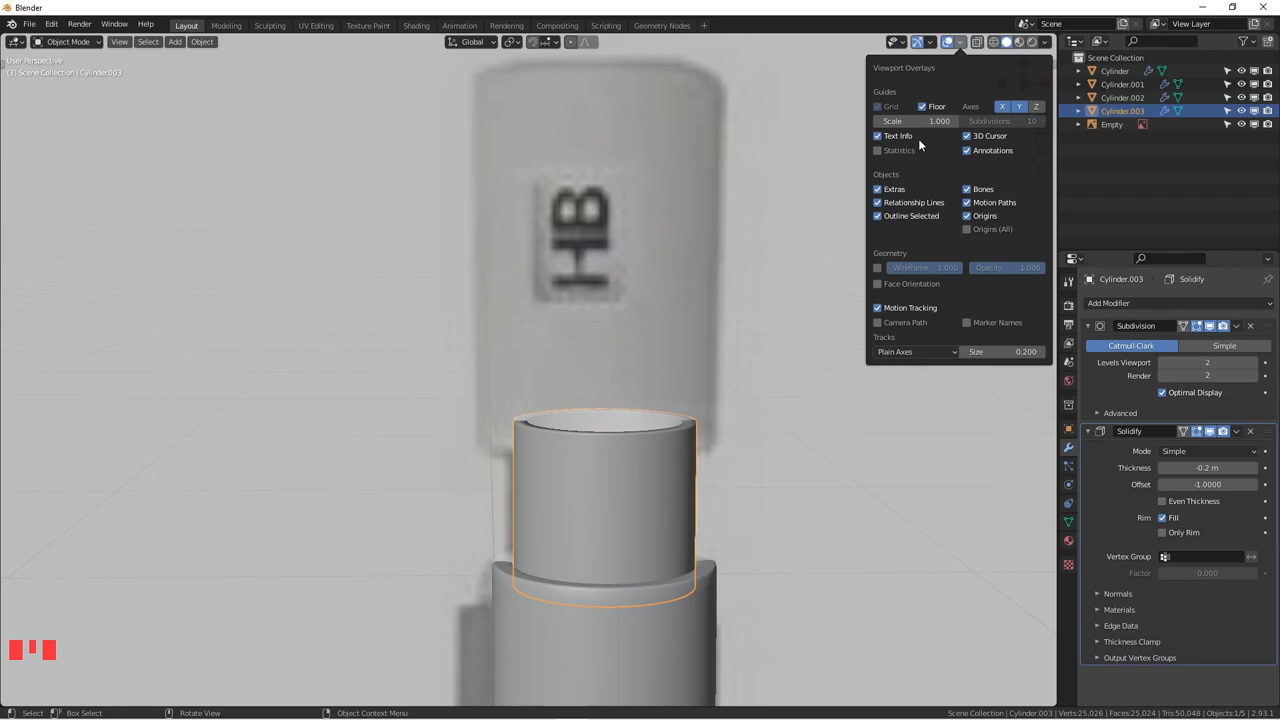 Blender
File Edit Render Window Help Layout Modeling Sculpting UV Editing Texture Paint Shading Animation Rendering Compositing Scripting Geometry Nodes + Scene View Layer
Object Mode View Select Add Object Global
User Perspective
(3) Scene Collection | Cylinder.003
HB
Viewport Overlays
Guides
Grid Floor Axes X Y Z
Scale 1.000 Subdivisions 10
Text Info 3D Cursor
Statistics Annotations
Objects
Extras Bones
Relationship Lines Motion Paths
Outline Selected Origins
Origins (All)
Geometry
Wireframe 1.000 Opacity 1.000
Face Orientation
Motion Tracking
Camera Path Marker Names
Tracks
Plain Axes Size 0.200
Scene Collection
Cylinder
Cylinder.001
Cylinder.002
Cylinder.003
Empty
Cylinder.003 Solidify
Add Modifier
Subdivision
Catmull-Clark Simple
Levels Viewport 2
Render 2
Optimal Display
Advanced
Solidify
Mode Simple
Thickness -0.2 m
Offset -1.0000
Even Thickness
Rim Fill
Only Rim
Vertex Group
Factor 0.000
Normals
Materials
Edge Data
Thickness Clamp
Output Vertex Groups
Select Box Select Rotate View Object Context Menu Scene Collection | Cylinder.003 | Verts:25,026 | Faces:25,024 | Tris:50,048 | Objects:1/5 | 2.93.1